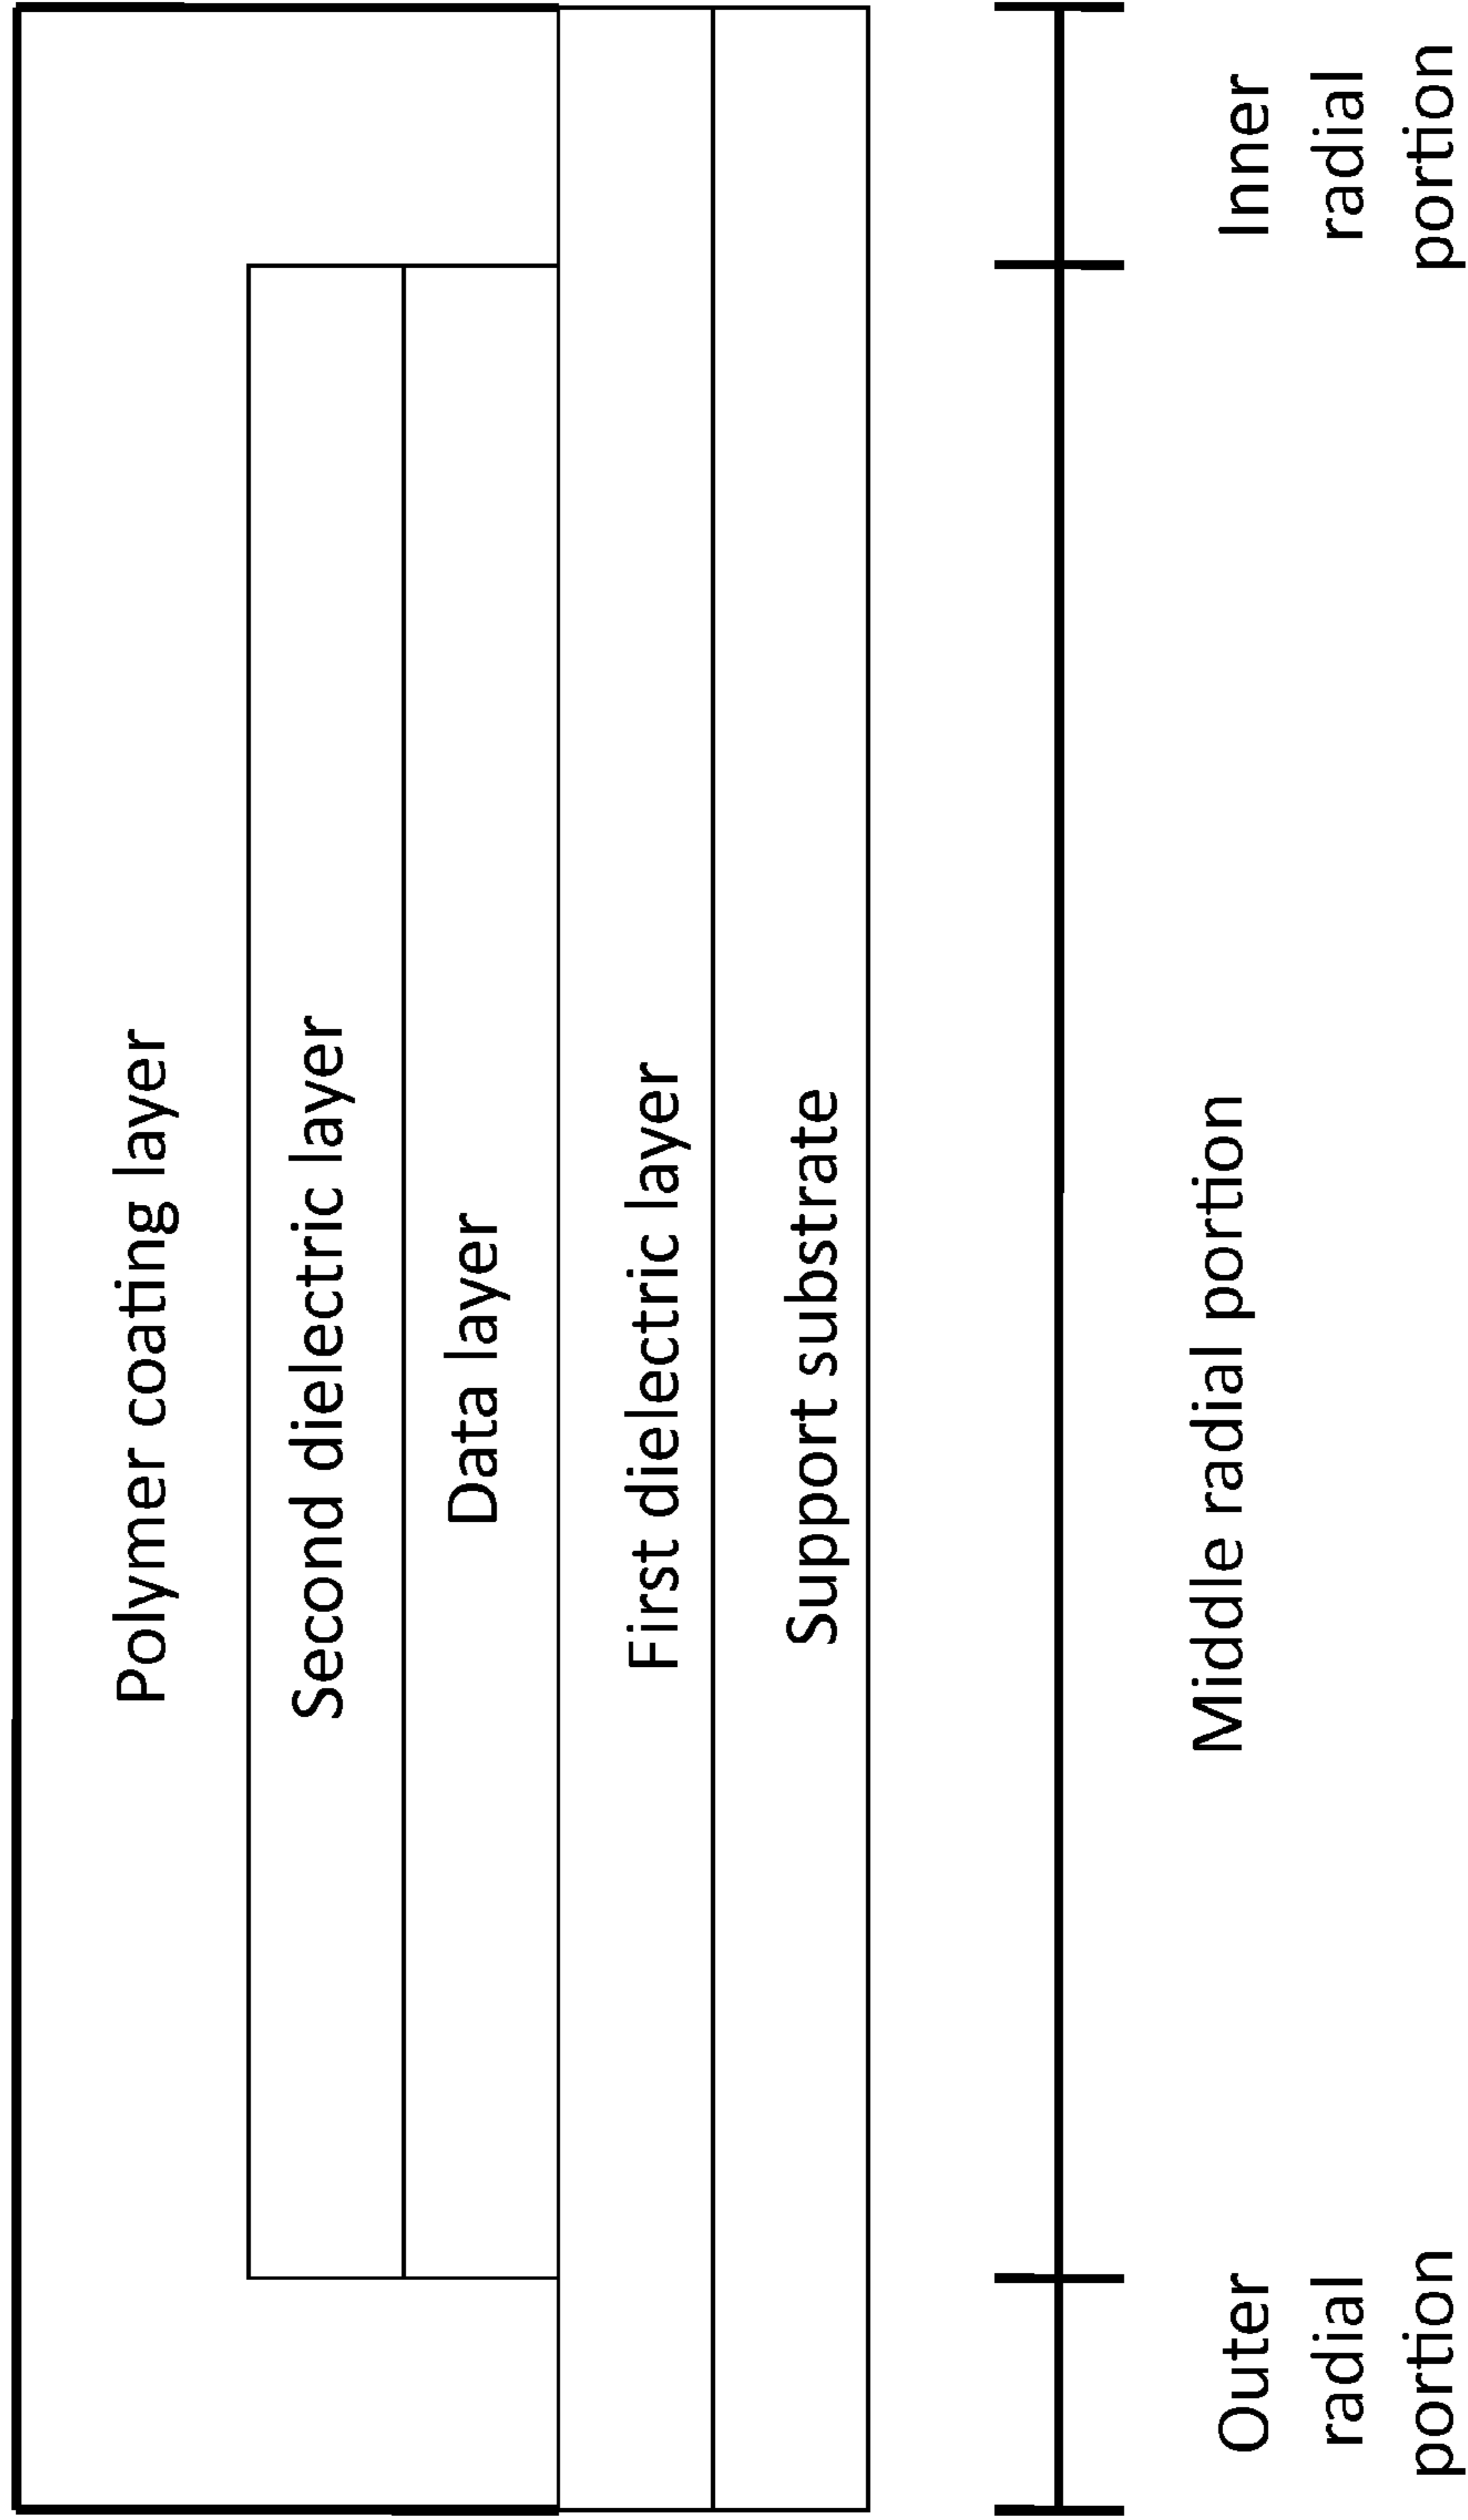 Polymer coating layer
Second dielectric layer
Data layer
First dielectric layer
Support substrate
Outer
radial
portion
Middle radial portion
Inner
radial
portion